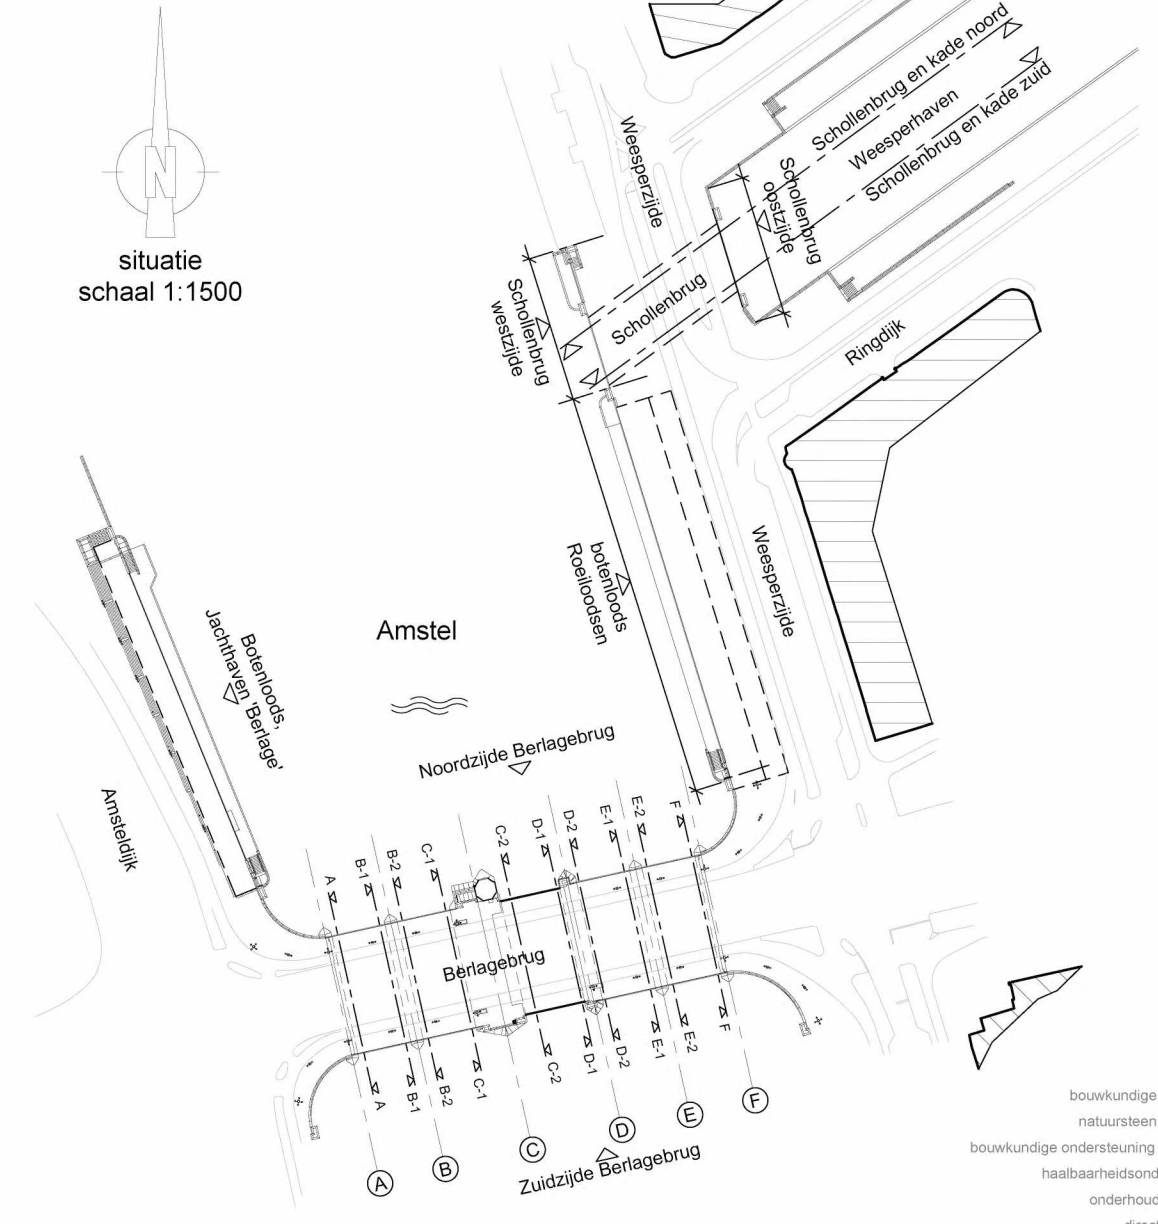 N
situatie
schaal 1:1500
Schollenbrug en kade noord
Weesperhaven
Schollenbrug en kade zuid
Weesperzijde
Schollenbrug
oostzijde
Schollenbrug
westzijde
Schollenbrug
Ringdijk
botenloods
Roeiloodsen
Weesperzijde
Amstel
Botenloods,
Jachthaven 'Berlage'
Amsteldijk
Noordzijde Berlagebrug
A
B-1
B-2
C-1
C-2
D-1
D-2
E-1
E-2
F
Berlagebrug
A
B-1
B-2
C-1
C-2
D-1
D-2
E-1
E-2
F
A
B
C
D
E
F
Zuidzijde Berlagebrug
bouwkundige
natuursteen
bouwkundige ondersteuning
haalbaarheidsond
onderhoud